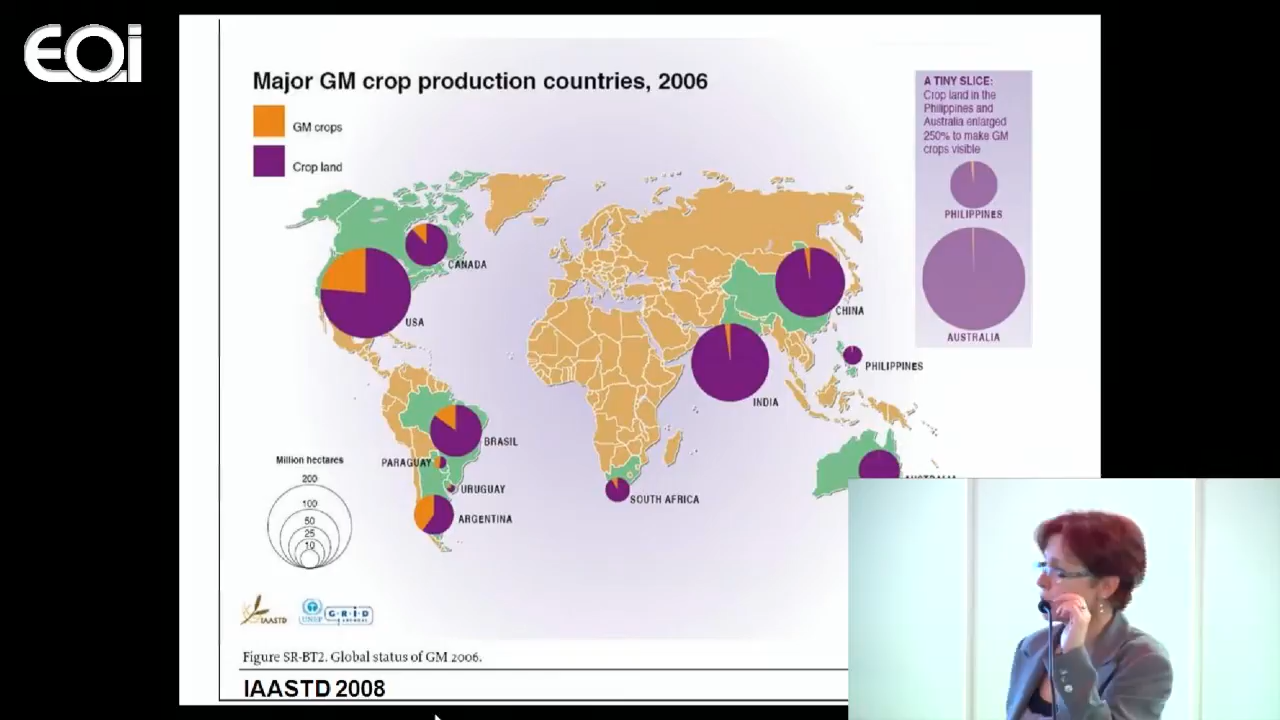 EOi
Major GM crop production countries, 2006
GM crops
Crop land
A TINY SLICE:
Crop land in the
Philippines and
Australia enlarged
250% to make GM
crops visible
PHILIPPINES
AUSTRALIA
CANADA
USA
CHINA
PHILIPPINES
INDIA
BRASIL
PARAGUAY
URUGUAY
SOUTH AFRICA
ARGENTINA
Million hectares
200
100
50
25
10
IAASTD
UNEP
G·R·I·D
Figure SR-BT2. Global status of GM 2006.
IAASTD 2008